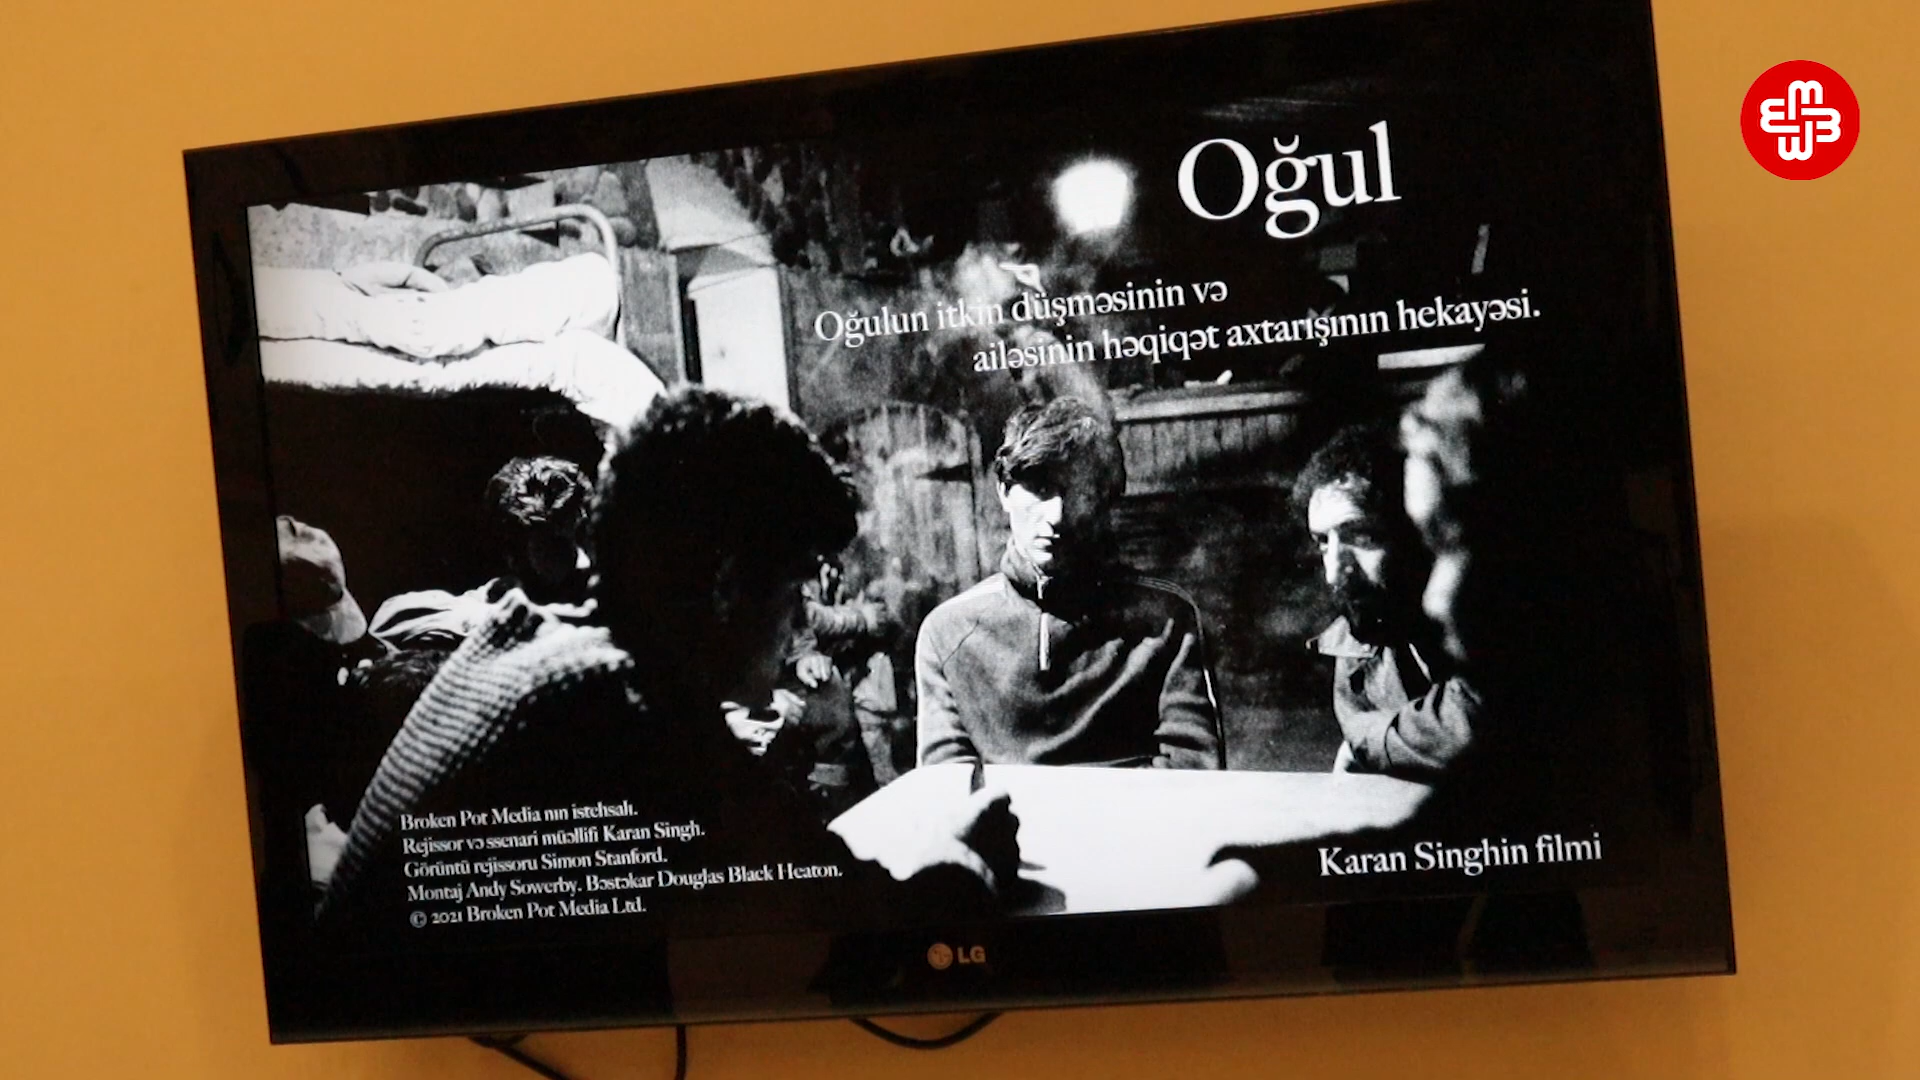 Oğul
Oğulun itkin düşməsinin və
ailəsinin həqiqət axtarışının hekayəsi.
Broken Pot Media nın istehsalı.
Rejissor və ssenari müəllifi Karan Singh.
Görüntü rejissoru Simon Stanford.
Montaj Andy Sowerby. Bəstəkar Douglas Black Heaton.
© 2021 Broken Pot Media Ltd.
Karan Singhin filmi
LG